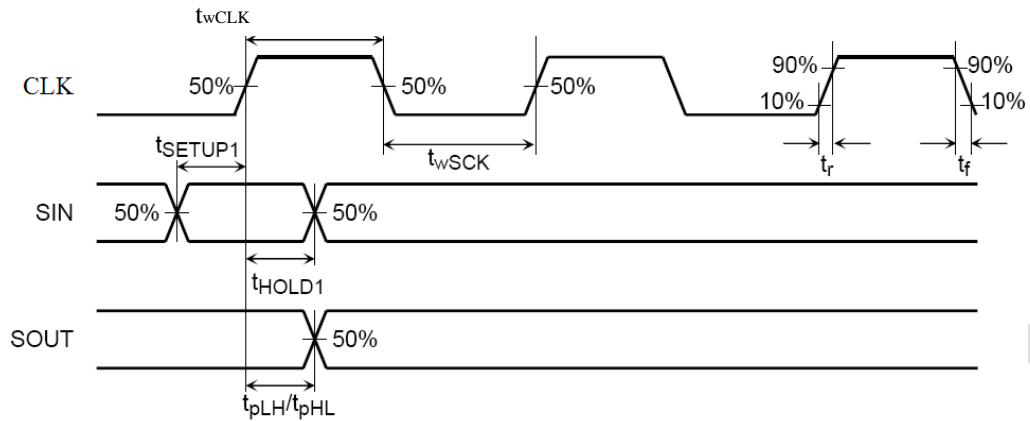 twCLK
CLK 50% 50% 50% 90% 10% 90% 10%
tSETUP1 twSCK tr tf
SIN 50% 50%
tHOLD1
SOUT 50%
tpLH/tpHL